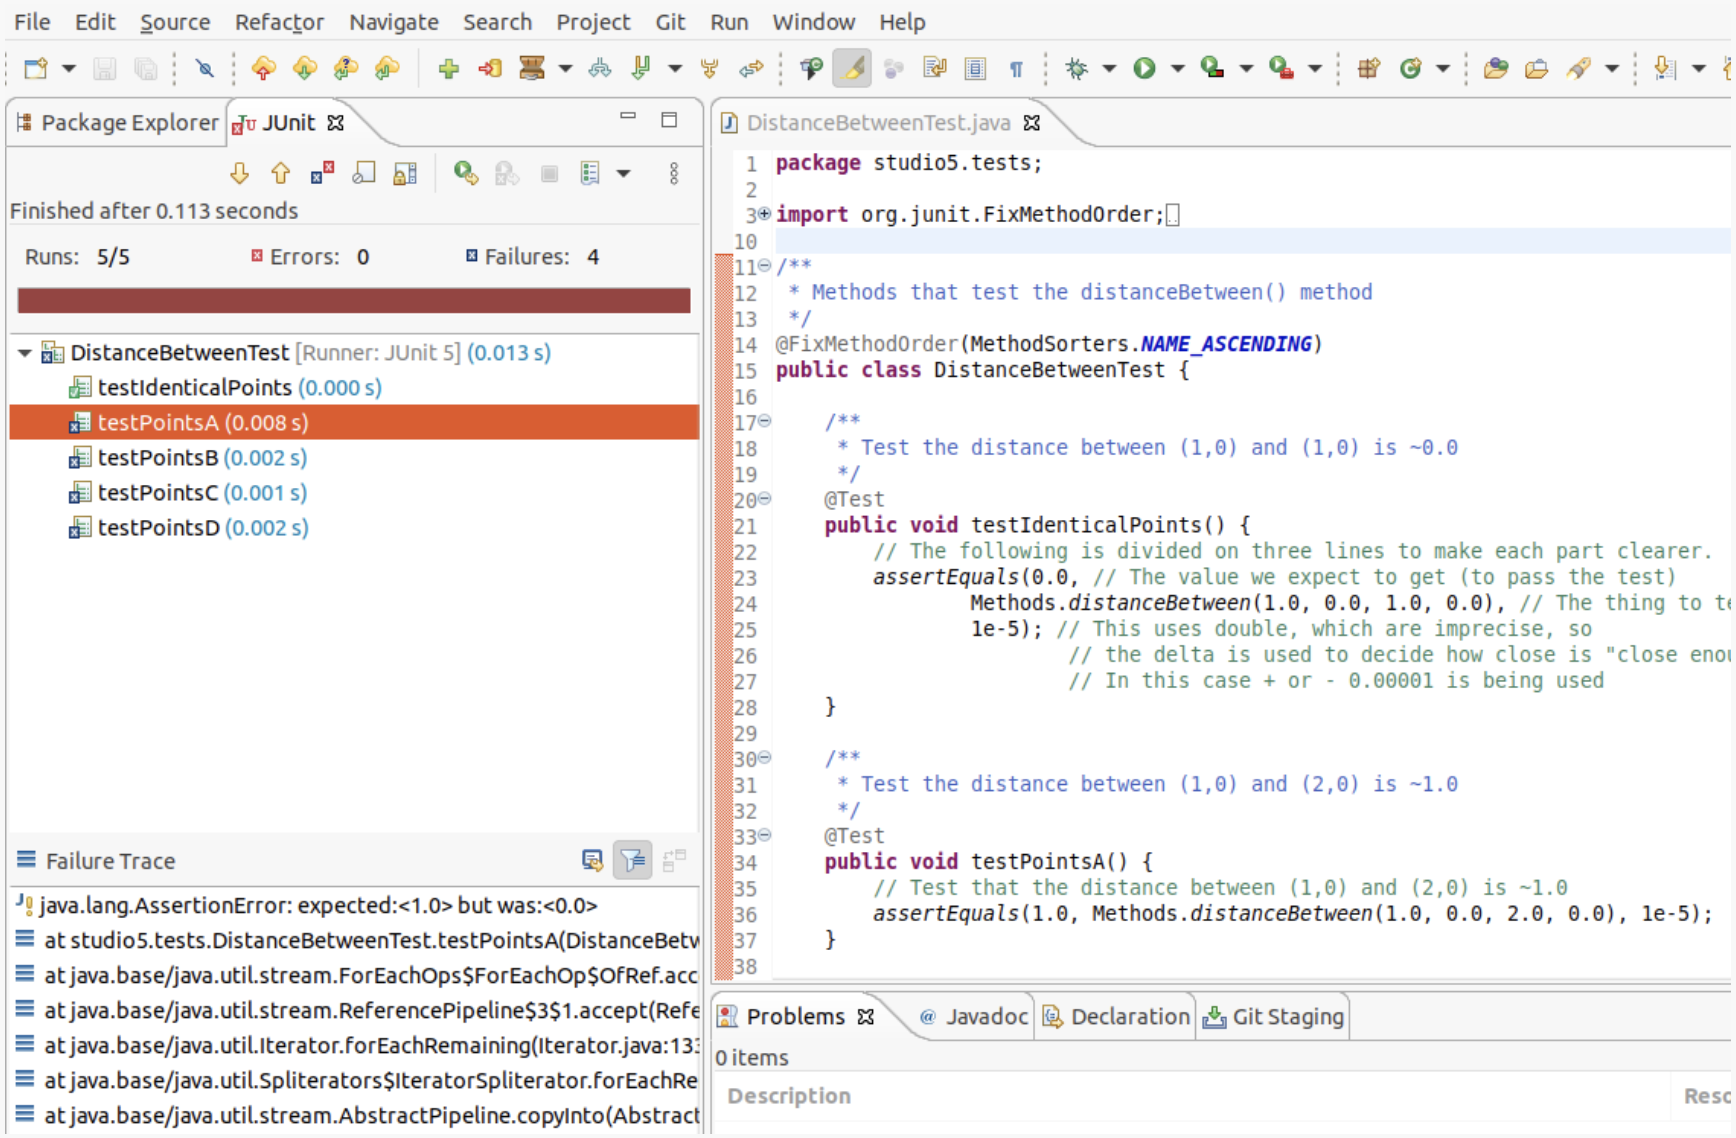 File Edit Source Refactor Navigate Search Project Git Run Window Help
Package Explorer JUnit
Finished after 0.113 seconds
Runs: 5/5 Errors: 0 Failures: 4
DistanceBetweenTest [Runner: JUnit 5] (0.013 s)
testIdenticalPoints (0.000 s)
testPointsA (0.008 s)
testPointsB (0.002 s)
testPointsC (0.001 s)
testPointsD (0.002 s)
Failure Trace
java.lang.AssertionError: expected:<1.0> but was:<0.0>
at studio5.tests.DistanceBetweenTest.testPointsA(DistanceBetw
at java.base/java.util.stream.ForEachOps$ForEachOp$OfRef.acc
at java.base/java.util.stream.ReferencePipeline$3$1.accept(Refe
at java.base/java.util.Iterator.forEachRemaining(Iterator.java:133
at java.base/java.util.Spliterators$IteratorSpliterator.forEachRe
at java.base/java.util.stream.AbstractPipeline.copyInto(Abstract
DistanceBetweenTest.java
1 package studio5.tests;
2
3 import org.junit.FixMethodOrder;
10
11 /**
12 * Methods that test the distanceBetween() method
13 */
14 @FixMethodOrder(MethodSorters.NAME_ASCENDING)
15 public class DistanceBetweenTest {
16
17 /**
18 * Test the distance between (1,0) and (1,0) is ~0.0
19 */
20 @Test
21 public void testIdenticalPoints() {
22 // The following is divided on three lines to make each part clearer.
23 assertEquals(0.0, // The value we expect to get (to pass the test)
24 Methods.distanceBetween(1.0, 0.0, 1.0, 0.0), // The thing to te
25 1e-5); // This uses double, which are imprecise, so
26 // the delta is used to decide how close is "close enou
27 // In this case + or - 0.00001 is being used
28 }
29
30 /**
31 * Test the distance between (1,0) and (2,0) is ~1.0
32 */
33 @Test
34 public void testPointsA() {
35 // Test that the distance between (1,0) and (2,0) is ~1.0
36 assertEquals(1.0, Methods.distanceBetween(1.0, 0.0, 2.0, 0.0), 1e-5);
37 }
38
Problems @ Javadoc Declaration Git Staging
0 items
Description Reso